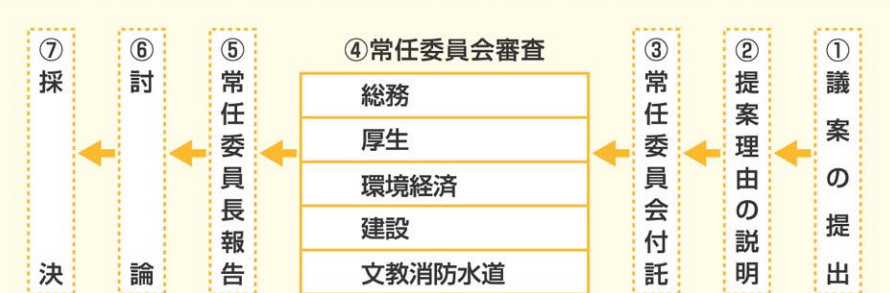 ①議案の提出
②提案理由の説明
③常任委員会付託
④常任委員会審査
総務
厚生
環境経済
建設
文教消防水道
⑤常任委員長報告
⑥討論
⑦採決